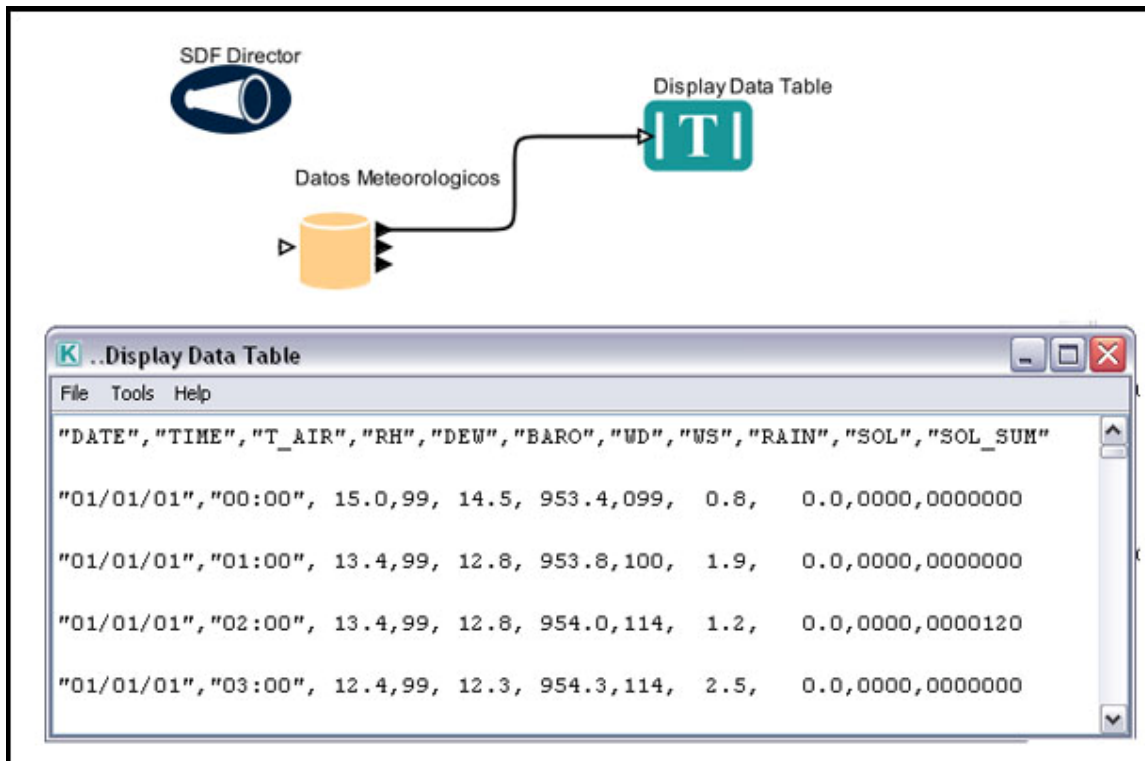 SDF Director
Display Data Table
Datos Meteorologicos
T
K ..Display Data Table
File Tools Help
"DATE","TIME","T_AIR","RH","DEW","BARO","WD","WS","RAIN","SOL","SOL_SUM"
"01/01/01","00:00", 15.0,99, 14.5, 953.4,099,  0.8,   0.0,0000,0000000
"01/01/01","01:00", 13.4,99, 12.8, 953.8,100,  1.9,   0.0,0000,0000000
"01/01/01","02:00", 13.4,99, 12.8, 954.0,114,  1.2,   0.0,0000,0000120
"01/01/01","03:00", 12.4,99, 12.3, 954.3,114,  2.5,   0.0,0000,0000000